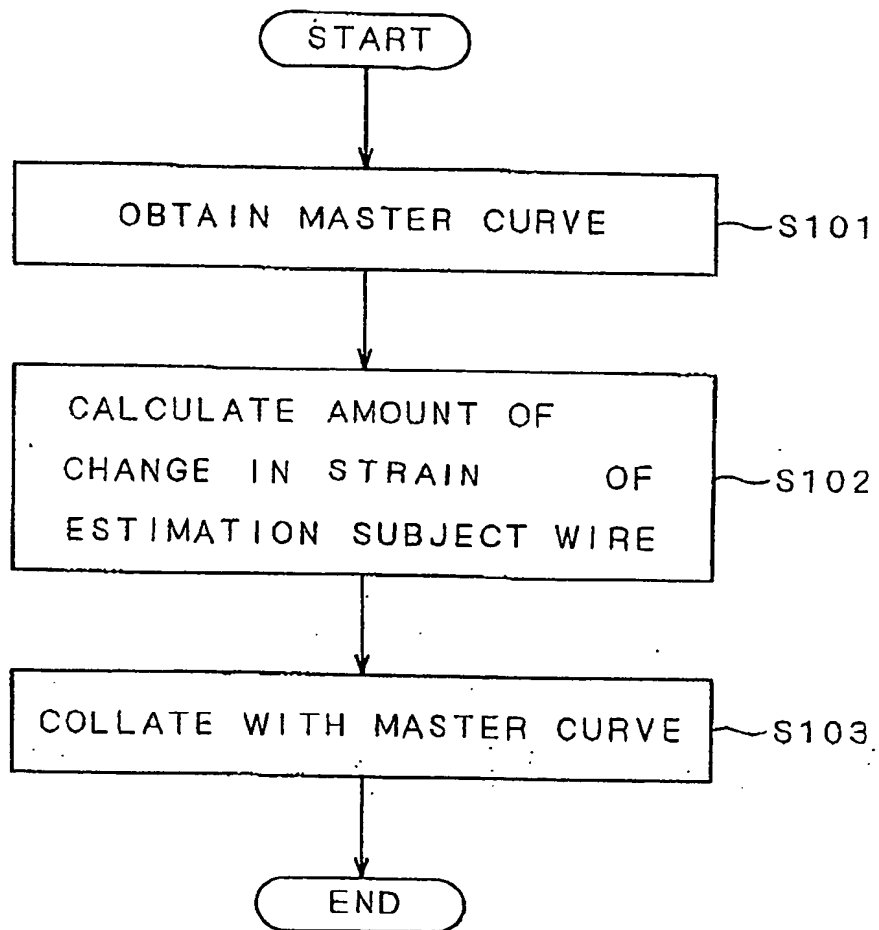 START
OBTAIN MASTER CURVE
S101
CALCULATE AMOUNT OF
CHANGE IN STRAIN OF
ESTIMATION SUBJECT WIRE
S102
COLLATE WITH MASTER CURVE
S103
END